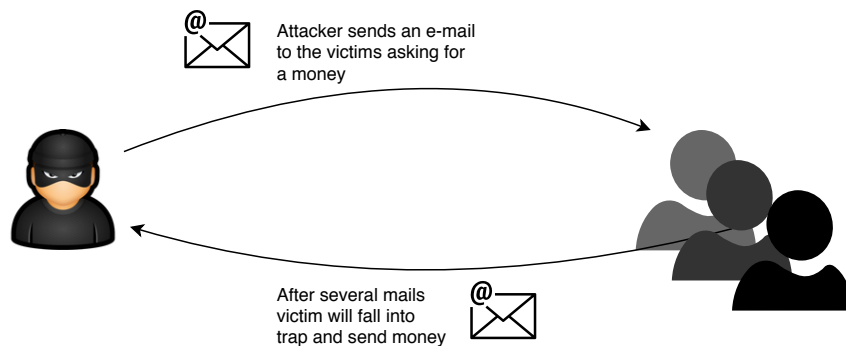 @
Attacker sends an e-mail
to the victims asking for
a money
After several mails
victim will fall into
trap and send money
@